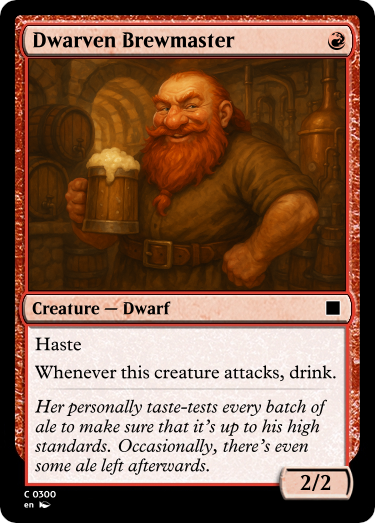 Dwarven Brewmaster
Creature — Dwarf
Haste
Whenever this creature attacks, drink.
Her personally taste-tests every batch of
ale to make sure that it's up to his high
standards. Occasionally, there's even
some ale left afterwards.
2/2
C 0300
en